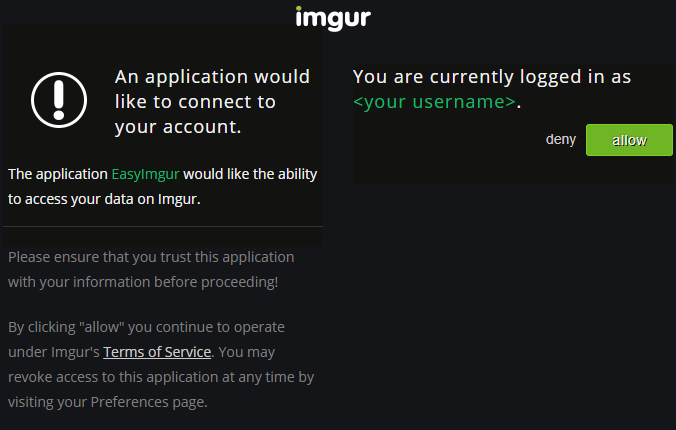 imgur
An application would
like to connect to
your account.
The application EasyImgur would like the ability
to access your data on Imgur.
Please ensure that you trust this application
with your information before proceeding!
By clicking "allow" you continue to operate
under Imgur's Terms of Service. You may
revoke access to this application at any time by
visiting your Preferences page.
You are currently logged in as
<your username>.
deny allow